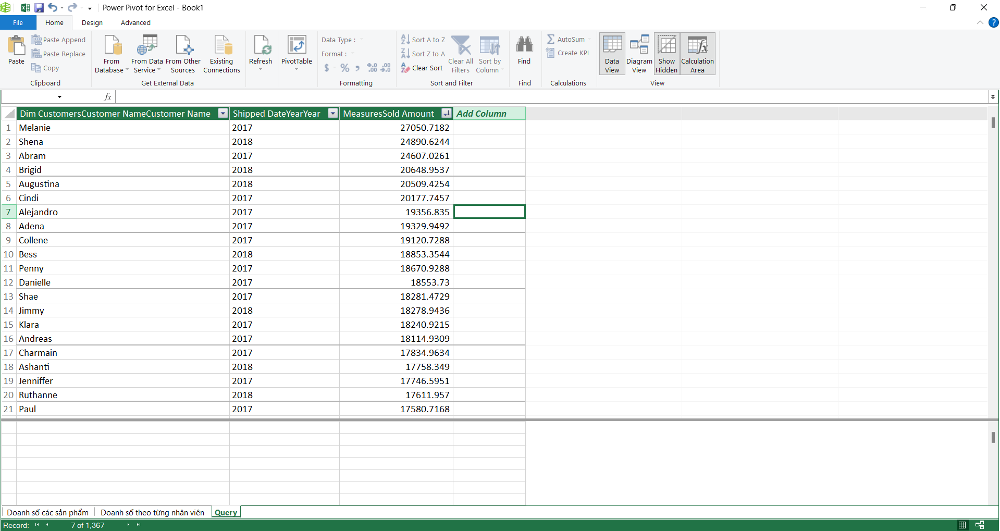 Power Pivot for Excel - Book1
File Home Design Advanced
Paste
Paste Append
Paste Replace
Copy
Clipboard
From Database
From Data Service
From Other Sources
Existing Connections
Get External Data
Refresh
PivotTable
Data Type :
Format :
$ % ,
Formatting
Sort A to Z
Sort Z to A
Clear Sort
Clear All Filters
Sort by Column
Sort and Filter
Find
Find
AutoSum
Create KPI
Calculations
Data View
Diagram View
Show Hidden
Calculation Area
View
fx
Dim CustomersCustomer NameCustomer Name Shipped DateYearYear MeasuresSold Amount Add Column
1 Melanie 2017 27050.7182
2 Shena 2018 24890.6244
3 Abram 2017 24607.0261
4 Brigid 2018 20648.9537
5 Augustina 2018 20509.4254
6 Cindi 2017 20177.7457
7 Alejandro 2017 19356.835
8 Adena 2017 19329.9492
9 Collene 2017 19120.7288
10 Bess 2018 18853.3544
11 Penny 2017 18670.9288
12 Danielle 2017 18553.73
13 Shae 2017 18281.4729
14 Jimmy 2018 18278.9436
15 Klara 2017 18240.9215
16 Andreas 2017 18114.9309
17 Charmain 2017 17834.9634
18 Ashanti 2018 17758.349
19 Jenniffer 2017 17746.5951
20 Ruthanne 2018 17611.957
21 Paul 2017 17580.7168
Doanh số các sản phẩm Doanh số theo từng nhân viên Query
Record: 7 of 1,367